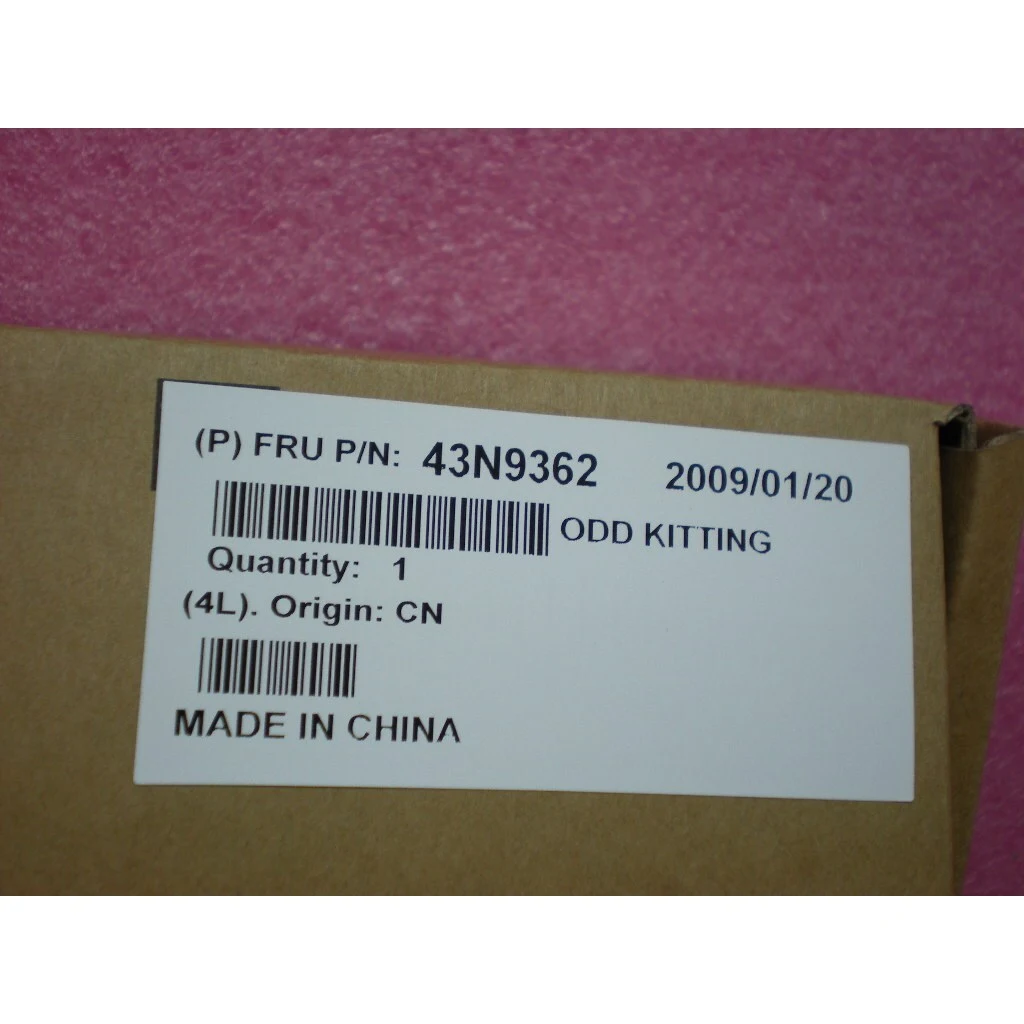 (P) FRU P/N: 43N9362 2009/01/20
ODD KITTING
Quantity: 1
(4L). Origin: CN
MADE IN CHINA